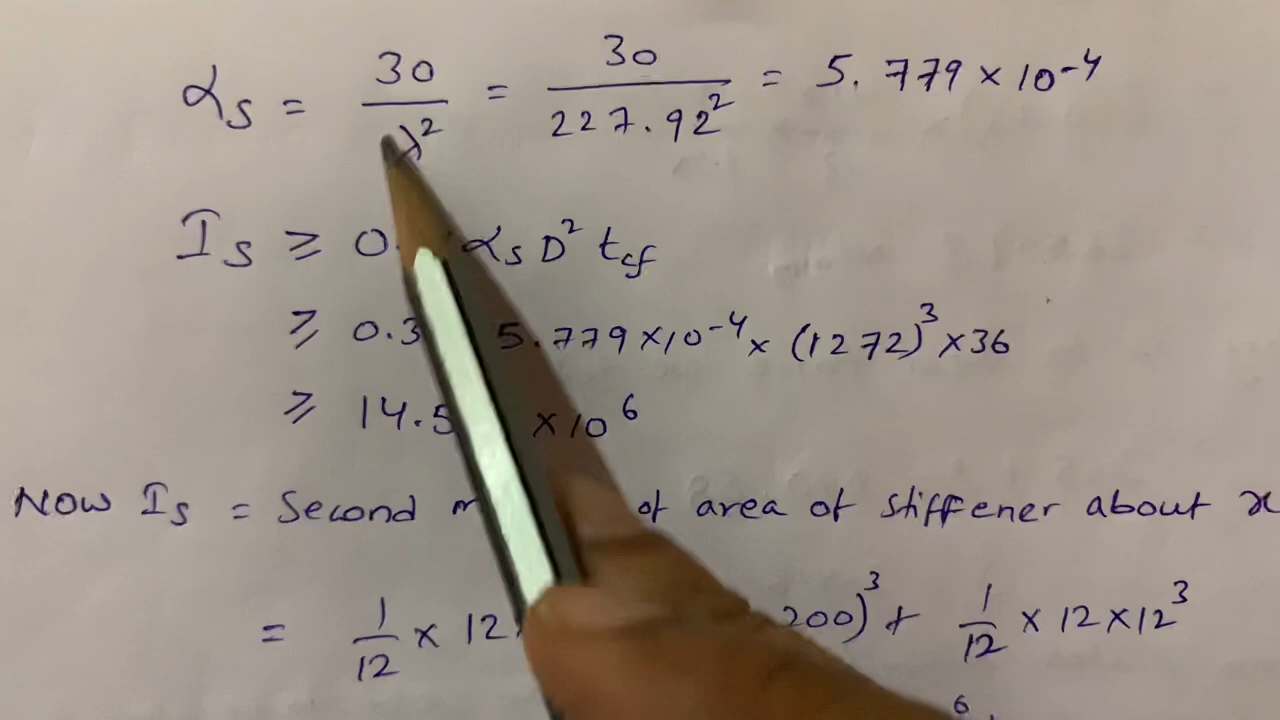 αs = 30/λ² = 30/227.92² = 5.779 × 10⁻⁴
Is ≥ 0. αs D² tcf
≥ 0.3 5.779 × 10⁻⁴ × (1272)³ × 36
≥ 14.5 × 10⁶
Now Is = Second of area of stiffener about x
= 1/12 × 12 200)³ + 1/12 × 12 × 12³
6